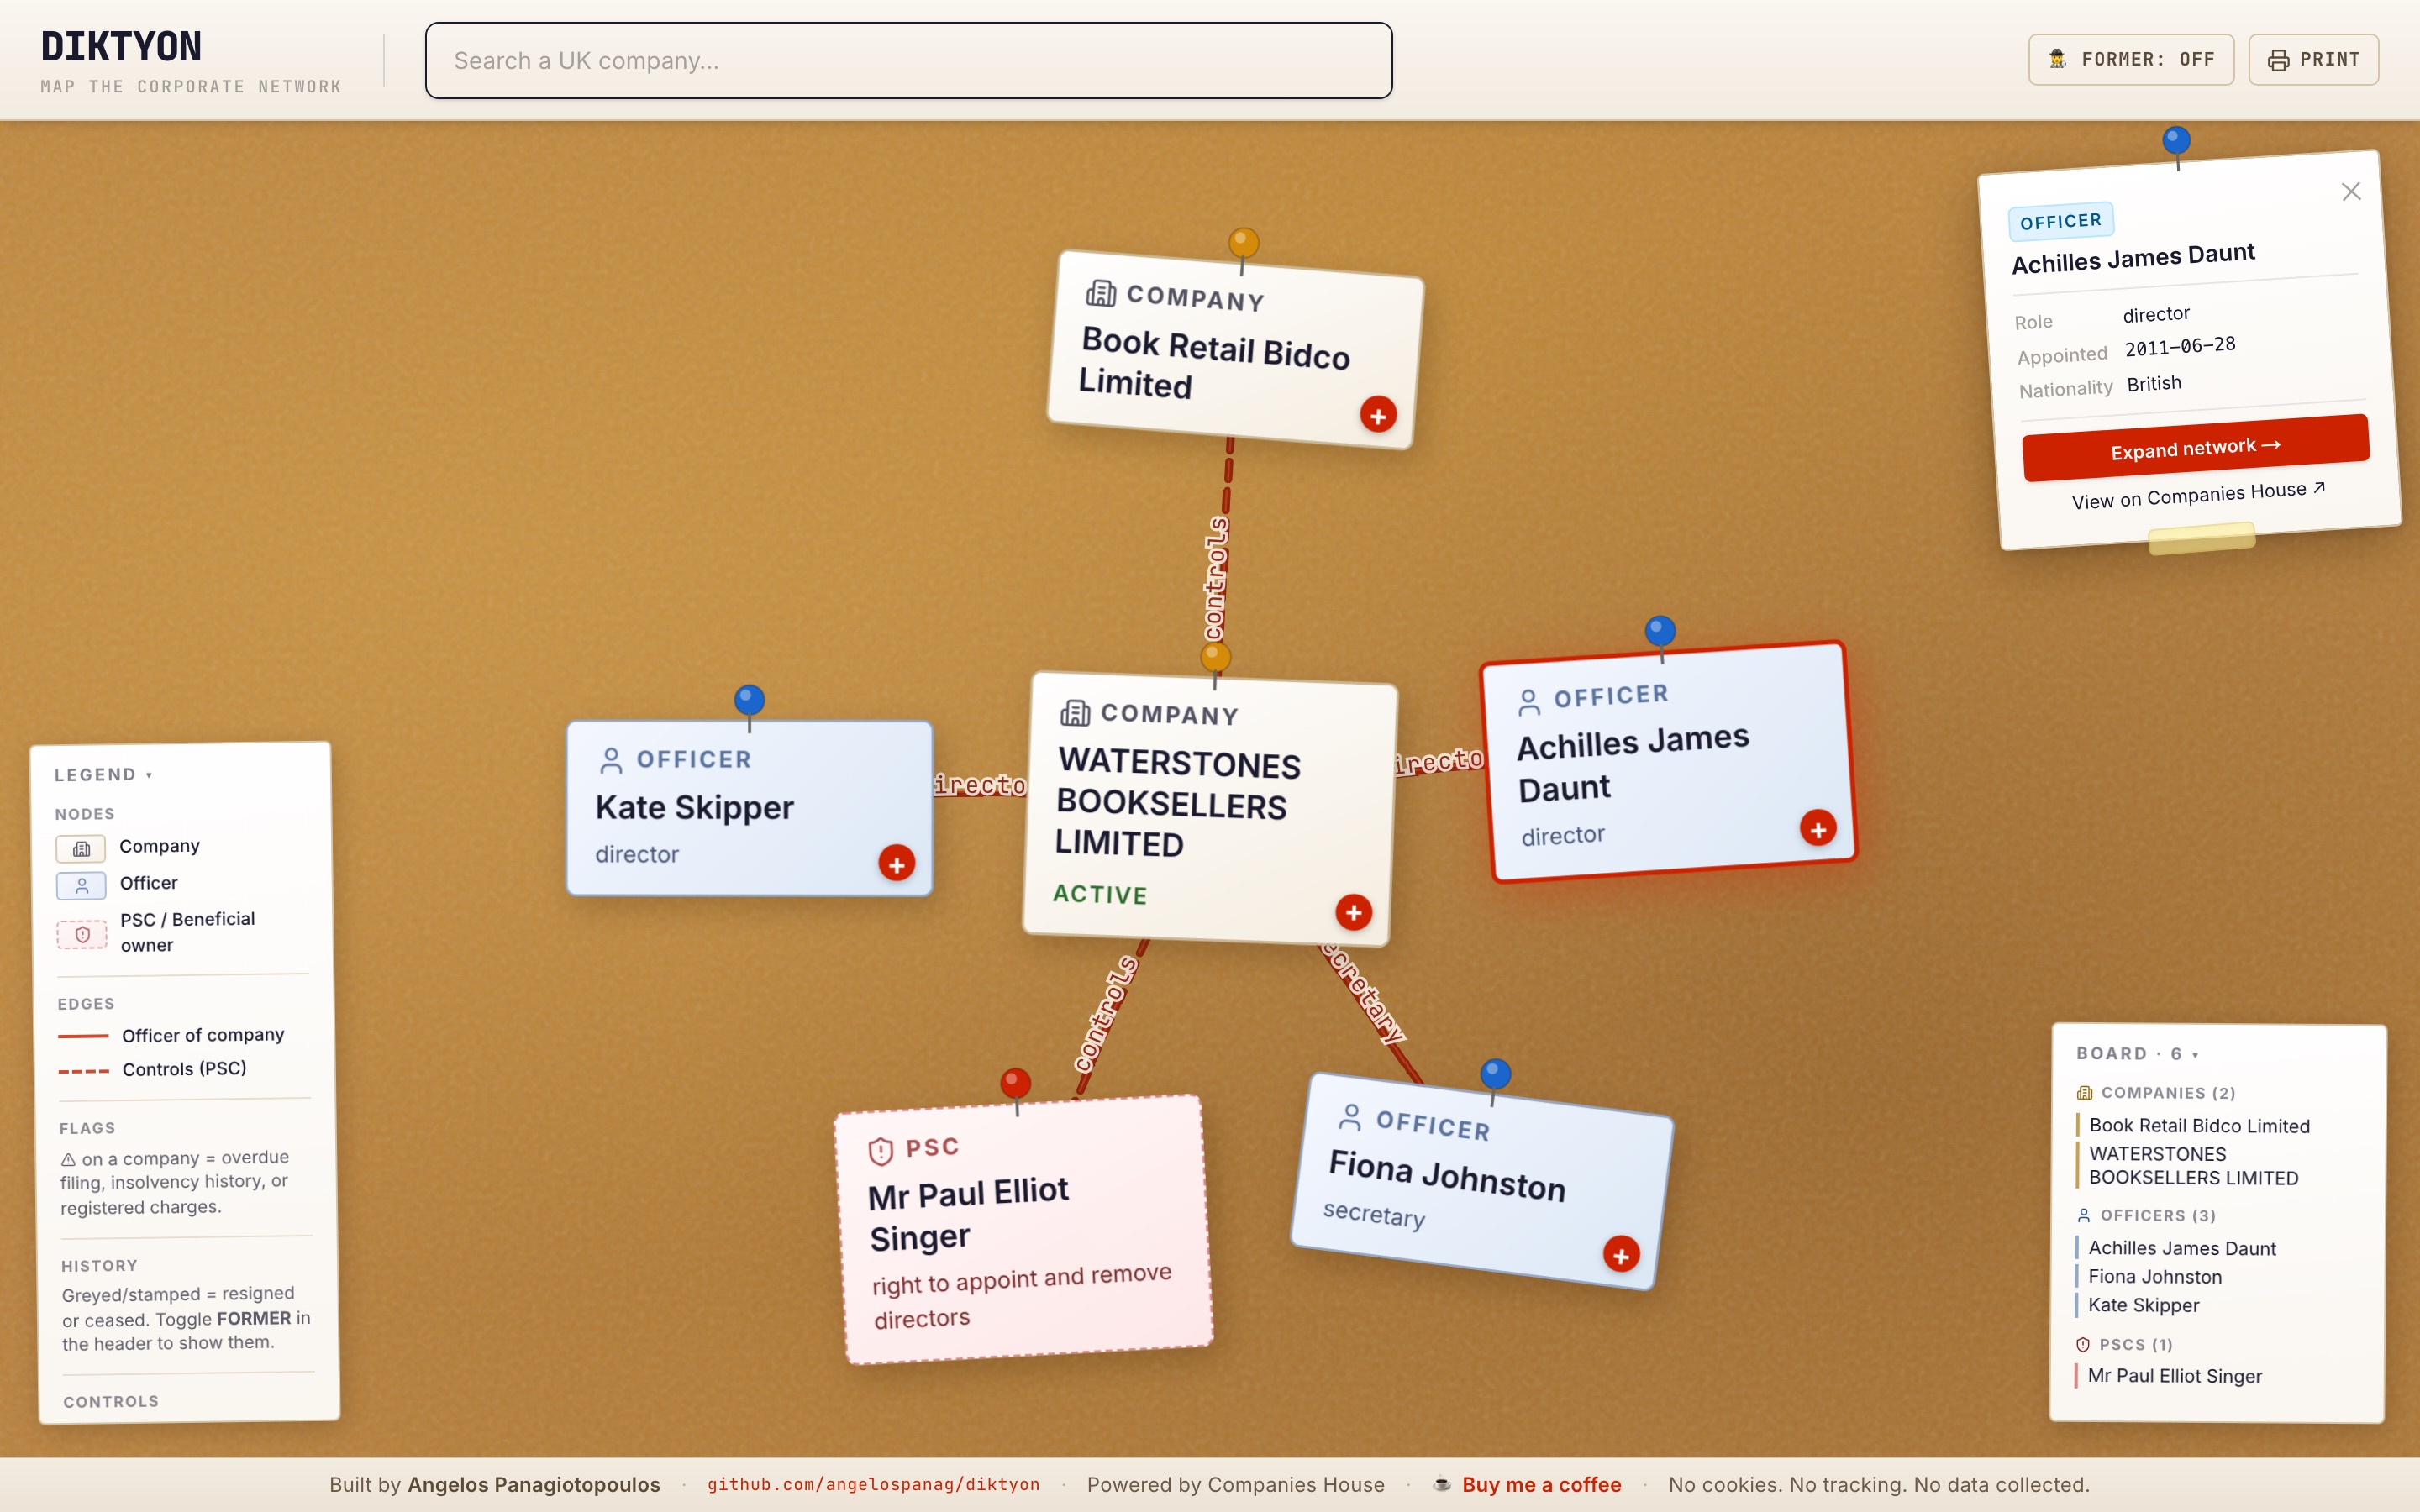 DIKTYON
MAP THE CORPORATE NETWORK
Search a UK company...
FORMER: OFF
PRINT
OFFICER
Achilles James Daunt
Role director
Appointed 2011-06-28
Nationality British
Expand network →
View on Companies House ↗
COMPANY
Book Retail Bidco
Limited
+
controls
OFFICER
Kate Skipper
director
+
irecto
COMPANY
WATERSTONES
BOOKSELLERS
LIMITED
ACTIVE
+
irecto
OFFICER
Achilles James
Daunt
director
+
controls
ecretary
PSC
Mr Paul Elliot
Singer
right to appoint and remove
directors
OFFICER
Fiona Johnston
secretary
+
LEGEND ▾
NODES
Company
Officer
PSC / Beneficial
owner
EDGES
Officer of company
Controls (PSC)
FLAGS
⚠ on a company = overdue
filing, insolvency history, or
registered charges.
HISTORY
Greyed/stamped = resigned
or ceased. Toggle FORMER in
the header to show them.
CONTROLS
BOARD · 6 ▾
COMPANIES (2)
Book Retail Bidco Limited
WATERSTONES
BOOKSELLERS LIMITED
OFFICERS (3)
Achilles James Daunt
Fiona Johnston
Kate Skipper
PSCS (1)
Mr Paul Elliot Singer
Built by Angelos Panagiotopoulos · github.com/angelospanag/diktyon · Powered by Companies House · ☕ Buy me a coffee · No cookies. No tracking. No data collected.